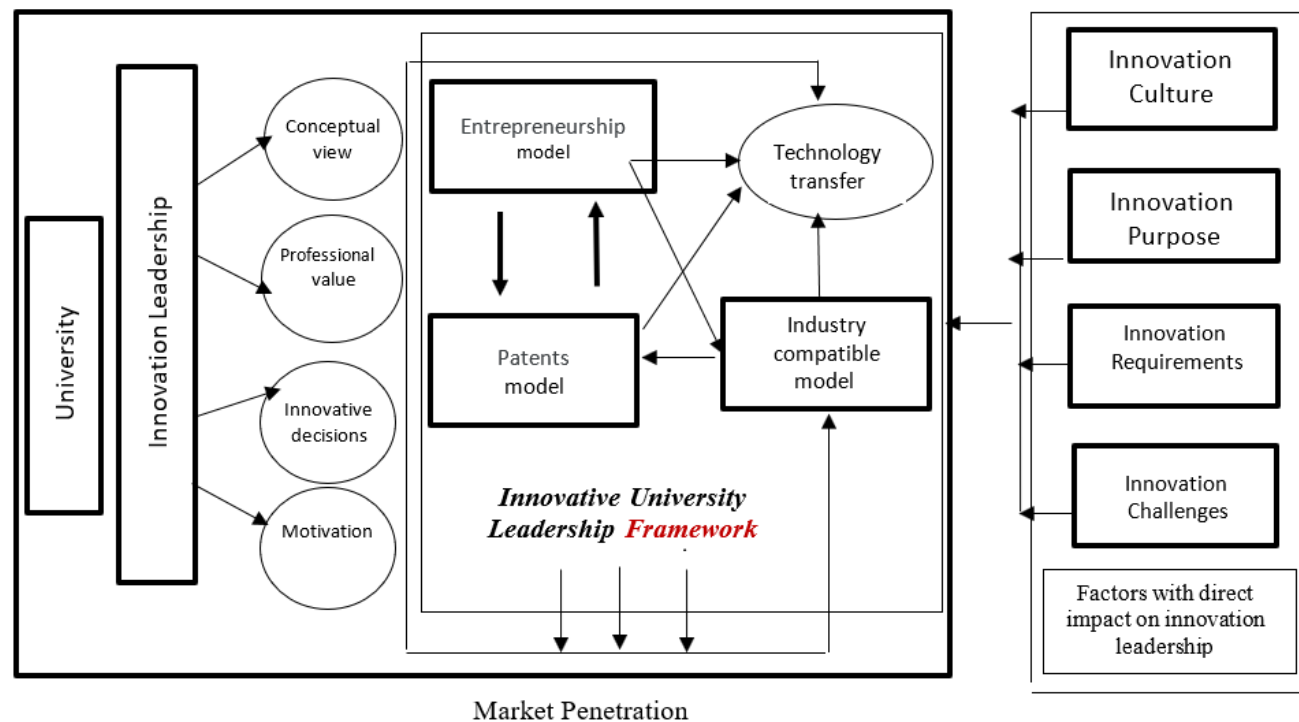 University
Innovation Leadership
Conceptual
view
Professional
value
Innovative
decisions
Motivation
Entrepreneurship
model
Technology
transfer
Patents
model
Industry
compatible
model
Innovative University
Leadership Framework
Innovation
Culture
Innovation
Purpose
Innovation
Requirements
Innovation
Challenges
Factors with direct
impact on innovation
leadership
Market Penetration